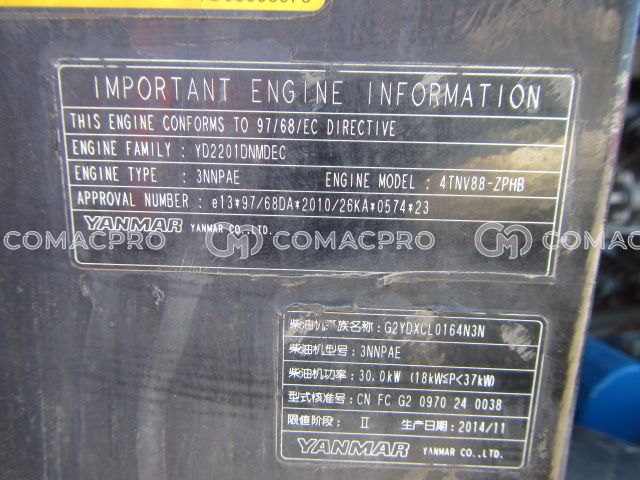 IMPORTANT ENGINE INFORMATION
THIS ENGINE CONFORMS TO 97/68/EC DIRECTIVE
ENGINE FAMILY : YD2201DNMDEC
ENGINE TYPE : 3NNPAE ENGINE MODEL : 4TNV88-ZPHB
APPROVAL NUMBER : e13*97/68DA*2010/26KA*0574*23
YANMAR YANMAR CO., LTD.
COMACPRO COMACPRO
柴油机系族名称: G2YDXCL0164N3N
柴油机型号: 3NNPAE
柴油机功率: 30.0kW (18kW≤P<37kW)
型式核准号: CN FC G2 0970 24 0038
限值阶段: II 生产日期: 2014/11
YANMAR YANMAR CO., LTD.